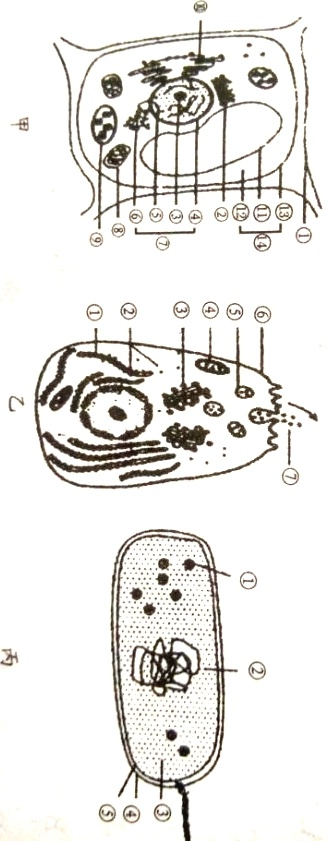 ⑩
⑨ ⑧ ⑥ ⑤ ③ ④ ② ⑫ ⑪ ⑬ ①
⑦ ⑭
甲
① ② ③ ④ ⑤ ⑥
⑦
乙
①
②
③
④
⑤
丙